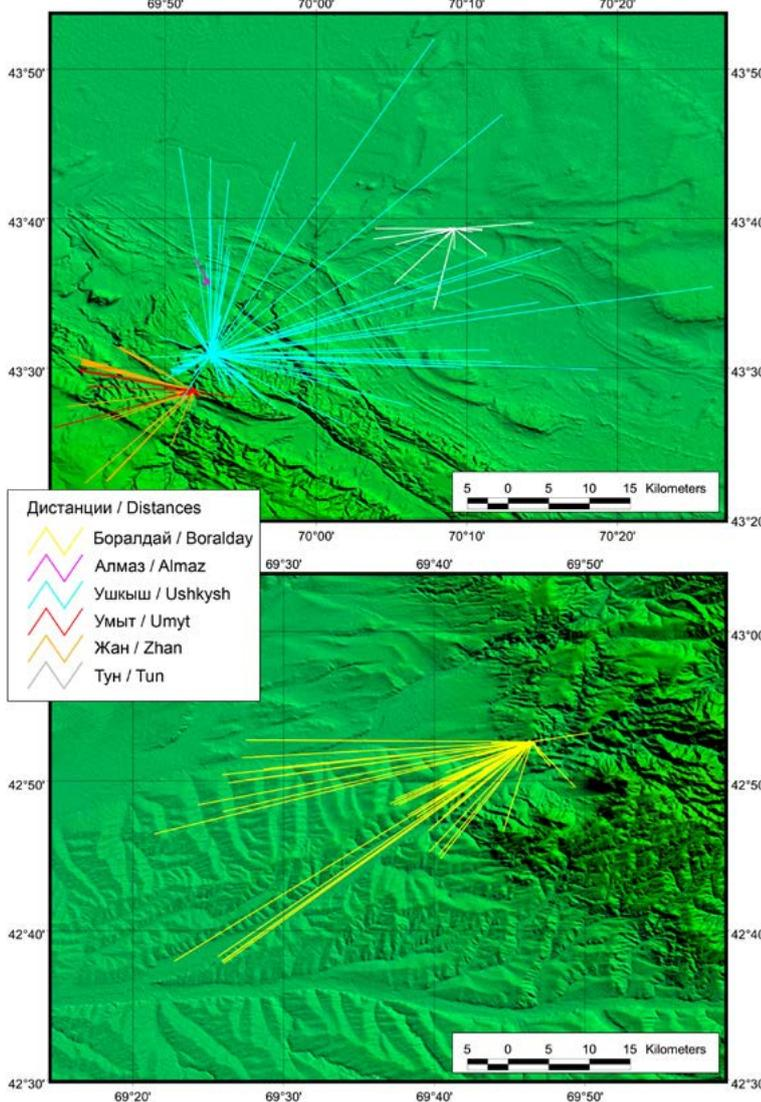 69°50' 70°00' 70°10' 70°20'
43°50' 43°50'
43°40' 43°40'
43°30' 43°30'
5 0 5 10 15 Kilometers
43°20'
70°00' 70°10' 70°20'
Дистанции / Distances
Боралдай / Boralday
Алмаз / Almaz
Ушкыш / Ushkysh
Умыт / Umyt
Жан / Zhan
Тун / Tun
69°30' 69°40' 69°50'
43°00'
42°50' 42°50'
42°40' 42°40'
5 0 5 10 15 Kilometers
42°30' 42°30'
69°20' 69°30' 69°40' 69°50'